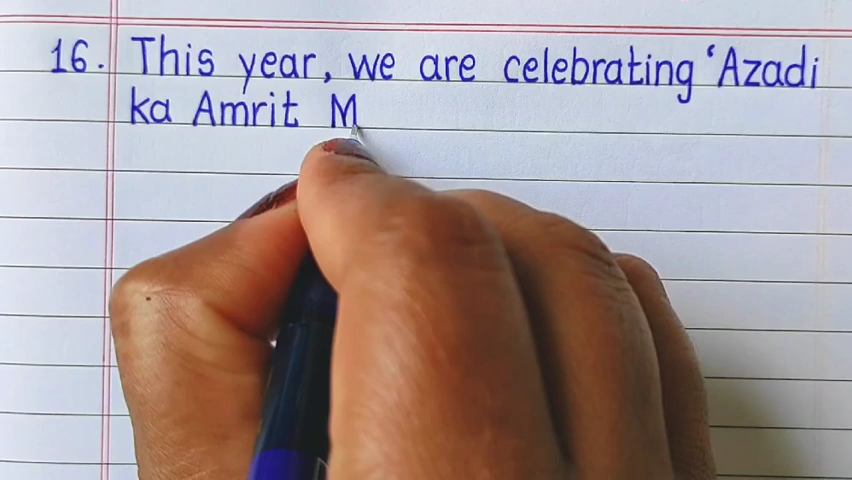 16. This year, we are celebrating ‘Azadi
ka Amrit M